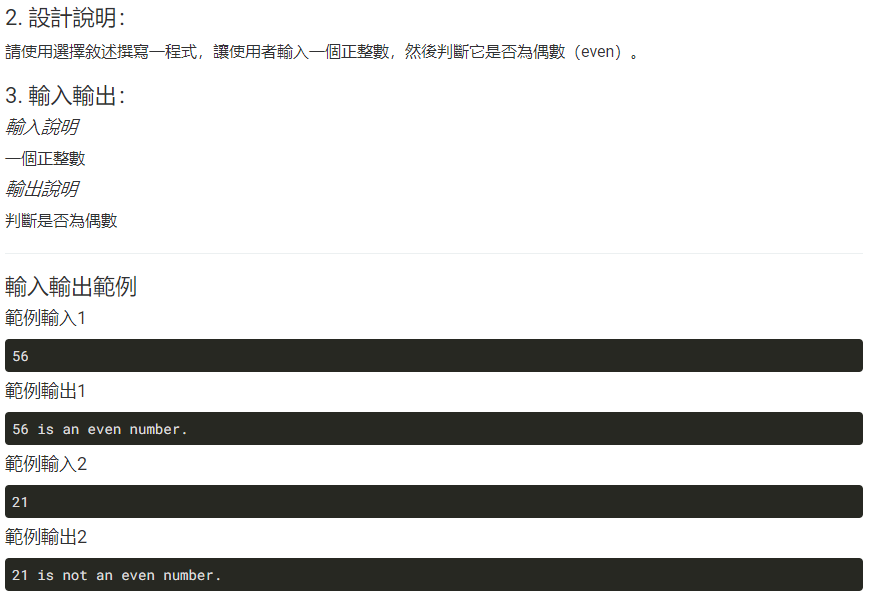 2. 設計說明：
請使用選擇敘述撰寫一程式，讓使用者輸入一個正整數，然後判斷它是否為偶數（even）。
3. 輸入輸出：
輸入說明
一個正整數
輸出說明
判斷是否為偶數
輸入輸出範例
範例輸入1
56
範例輸出1
56 is an even number.
範例輸入2
21
範例輸出2
21 is not an even number.